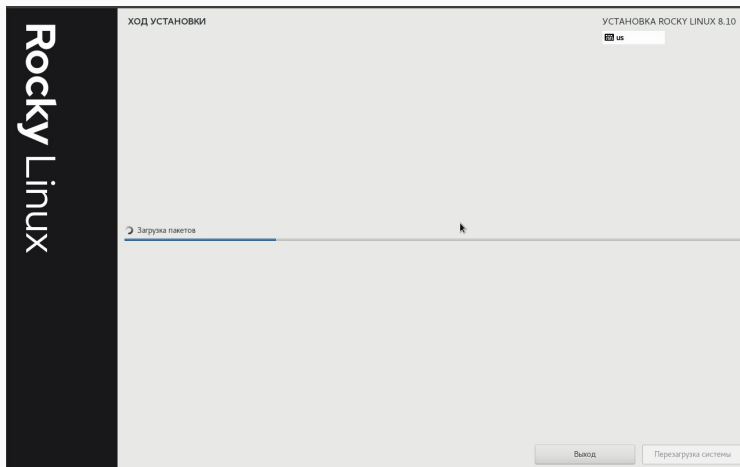 Rocky Linux
ХОД УСТАНОВКИ
УСТАНОВКА ROCKY LINUX 8.10
us
Загрузка пакетов
Выход
Перезагрузка системы